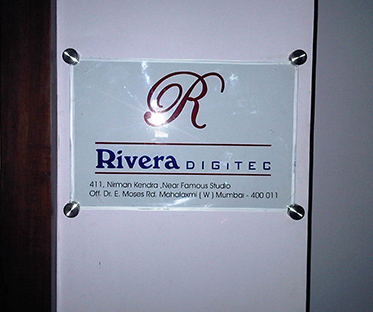 R
Rivera DIGITEC
411, Nirman Kendra ,Near Famous Studio
Off. Dr. E. Moses Rd. Mahalaxmi ( W ) Mumbai - 400 011